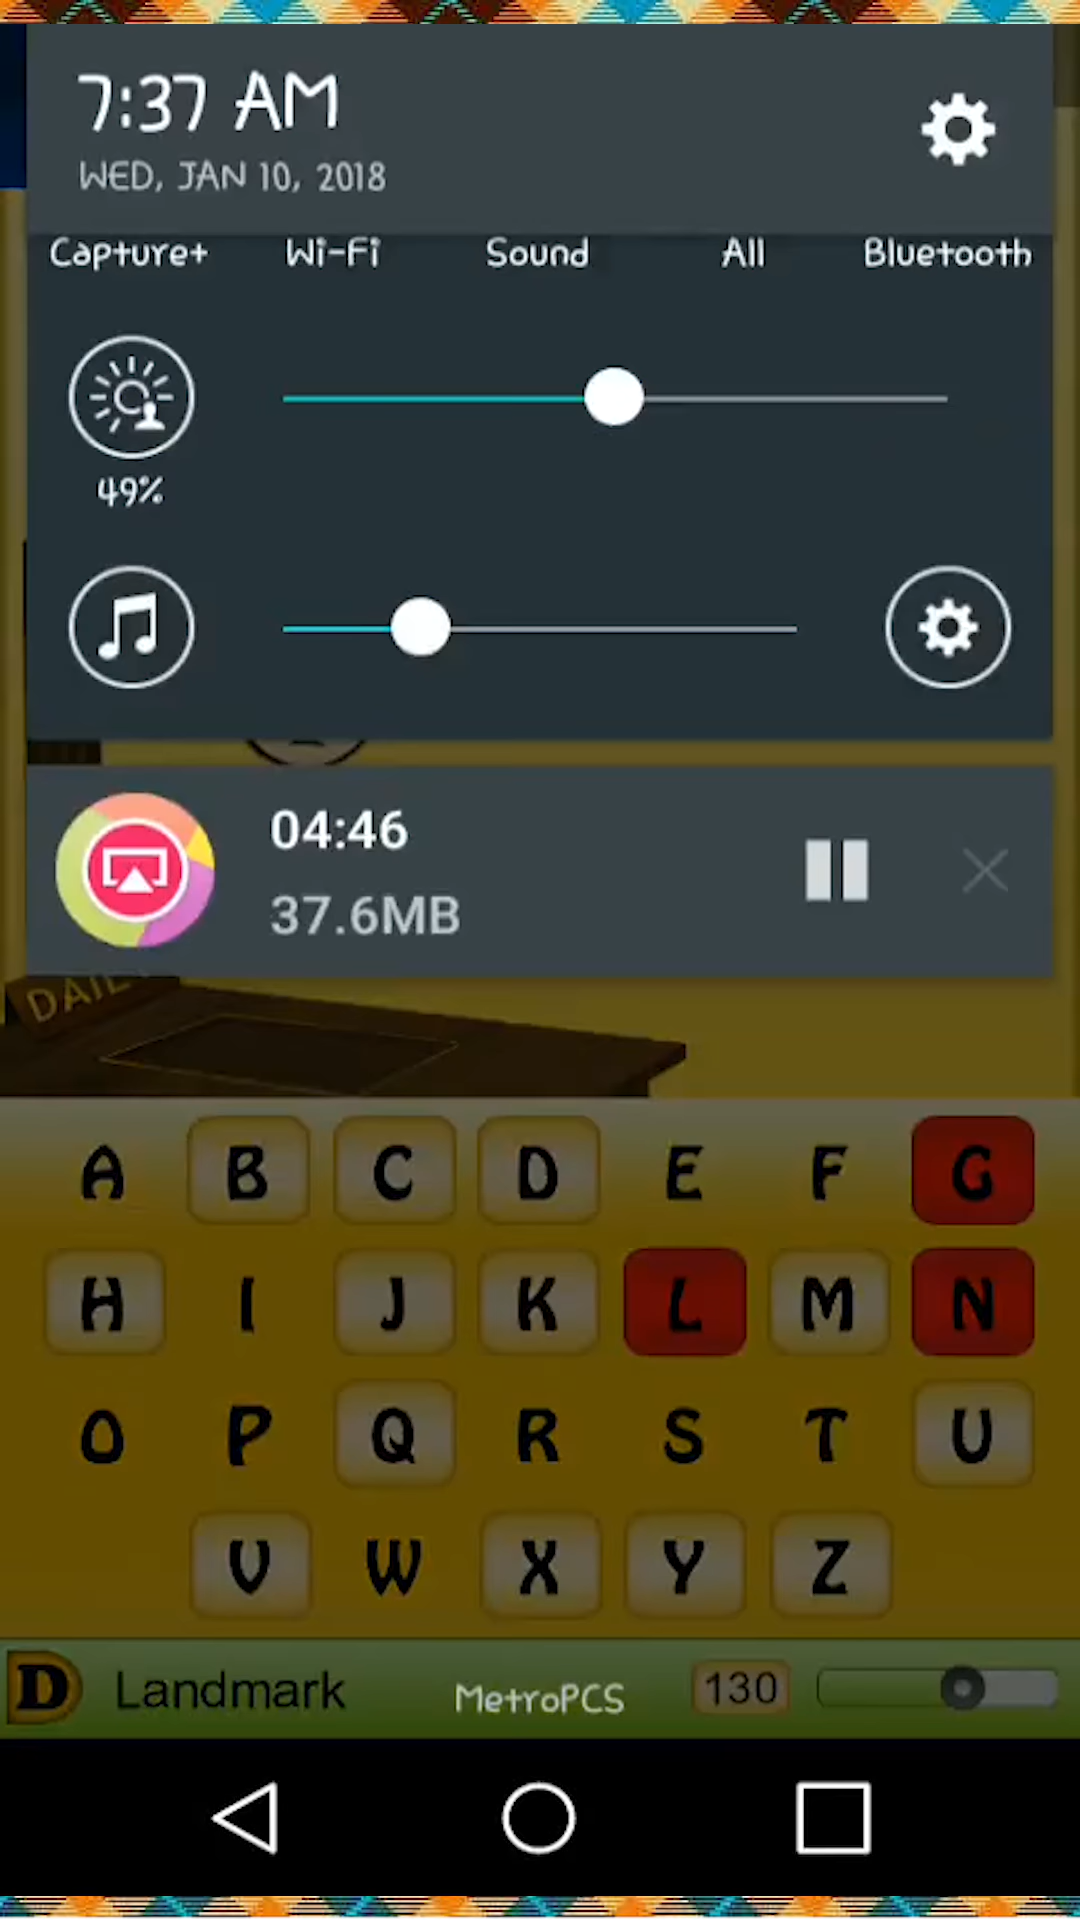 7:37 AM
WED, JAN 10, 2018
Capture+ Wi-Fi Sound All Bluetooth
49%
04:46
37.6MB
DAIL
A B C D E F G
H I J K L M N
O P Q R S T U
V W X Y Z
D Landmark MetroPCS 130